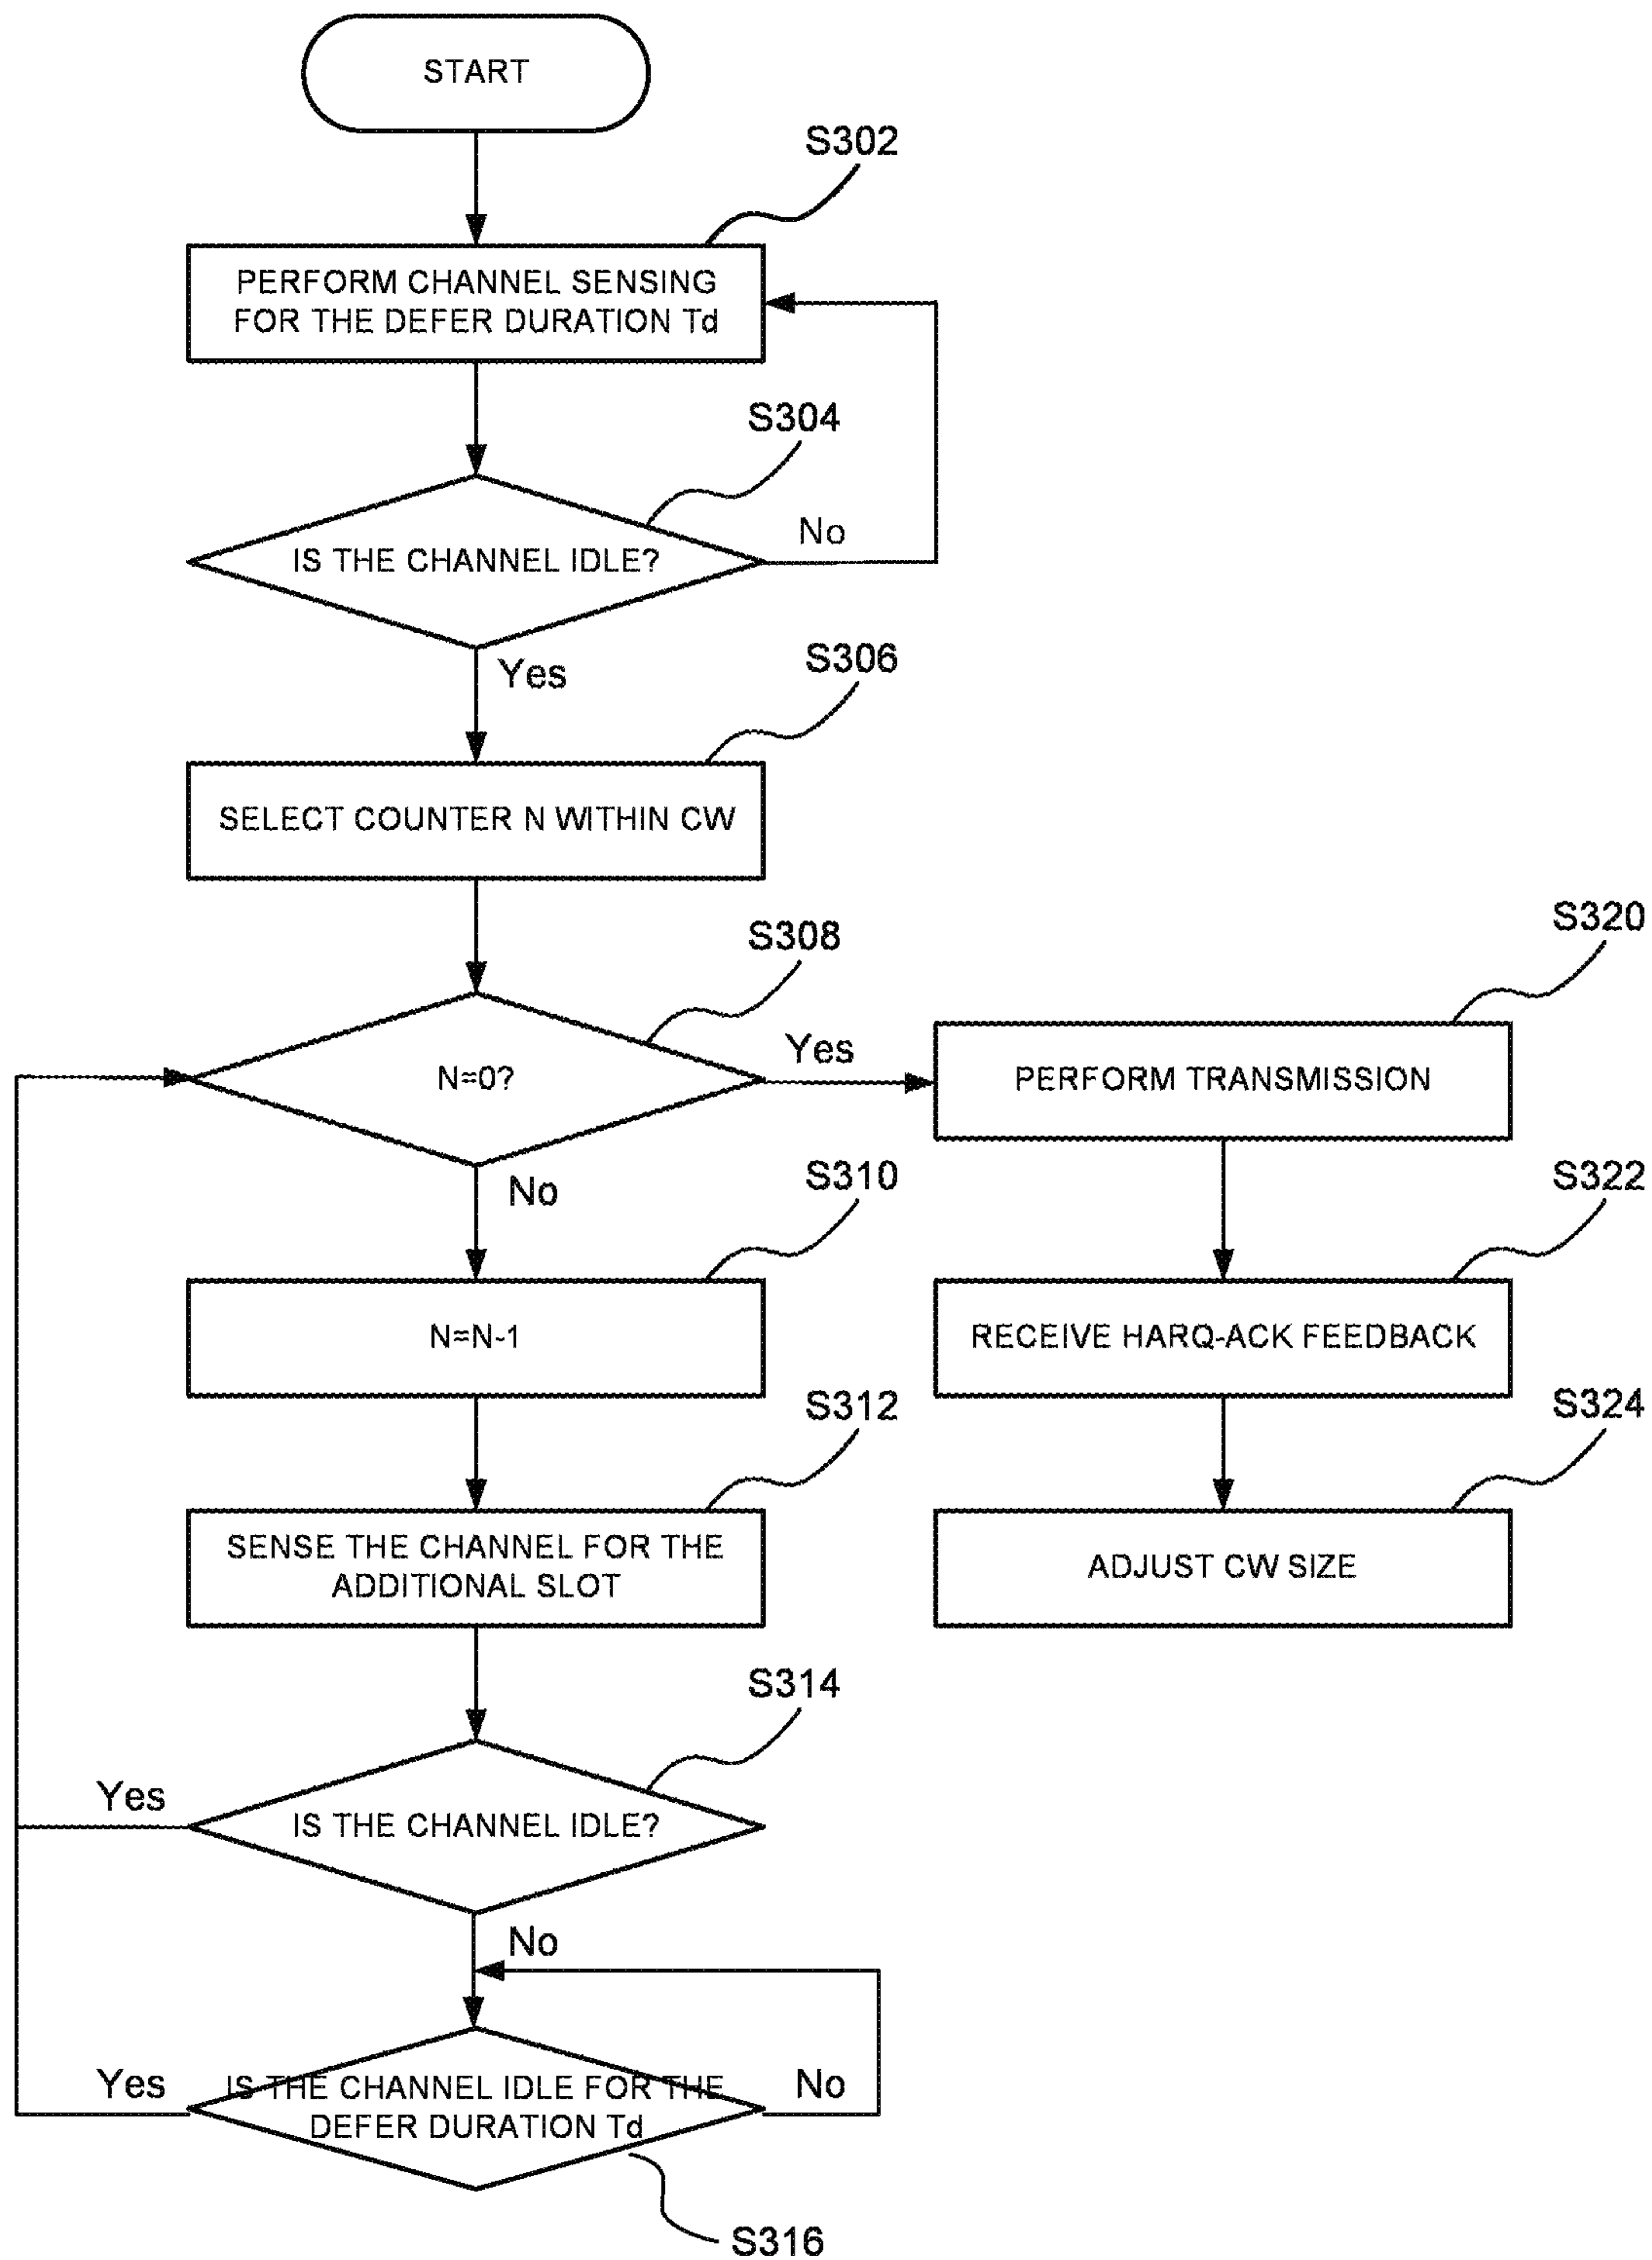 START
S302
PERFORM CHANNEL SENSING
FOR THE DEFER DURATION Td
S304
IS THE CHANNEL IDLE?
No
Yes
S306
SELECT COUNTER N WITHIN CW
S308
N=0?
Yes
No
S320
PERFORM TRANSMISSION
S310
N=N-1
S322
RECEIVE HARQ-ACK FEEDBACK
S312
SENSE THE CHANNEL FOR THE
ADDITIONAL SLOT
S324
ADJUST CW SIZE
S314
IS THE CHANNEL IDLE?
Yes
No
IS THE CHANNEL IDLE FOR THE
DEFER DURATION Td
Yes
No
S316